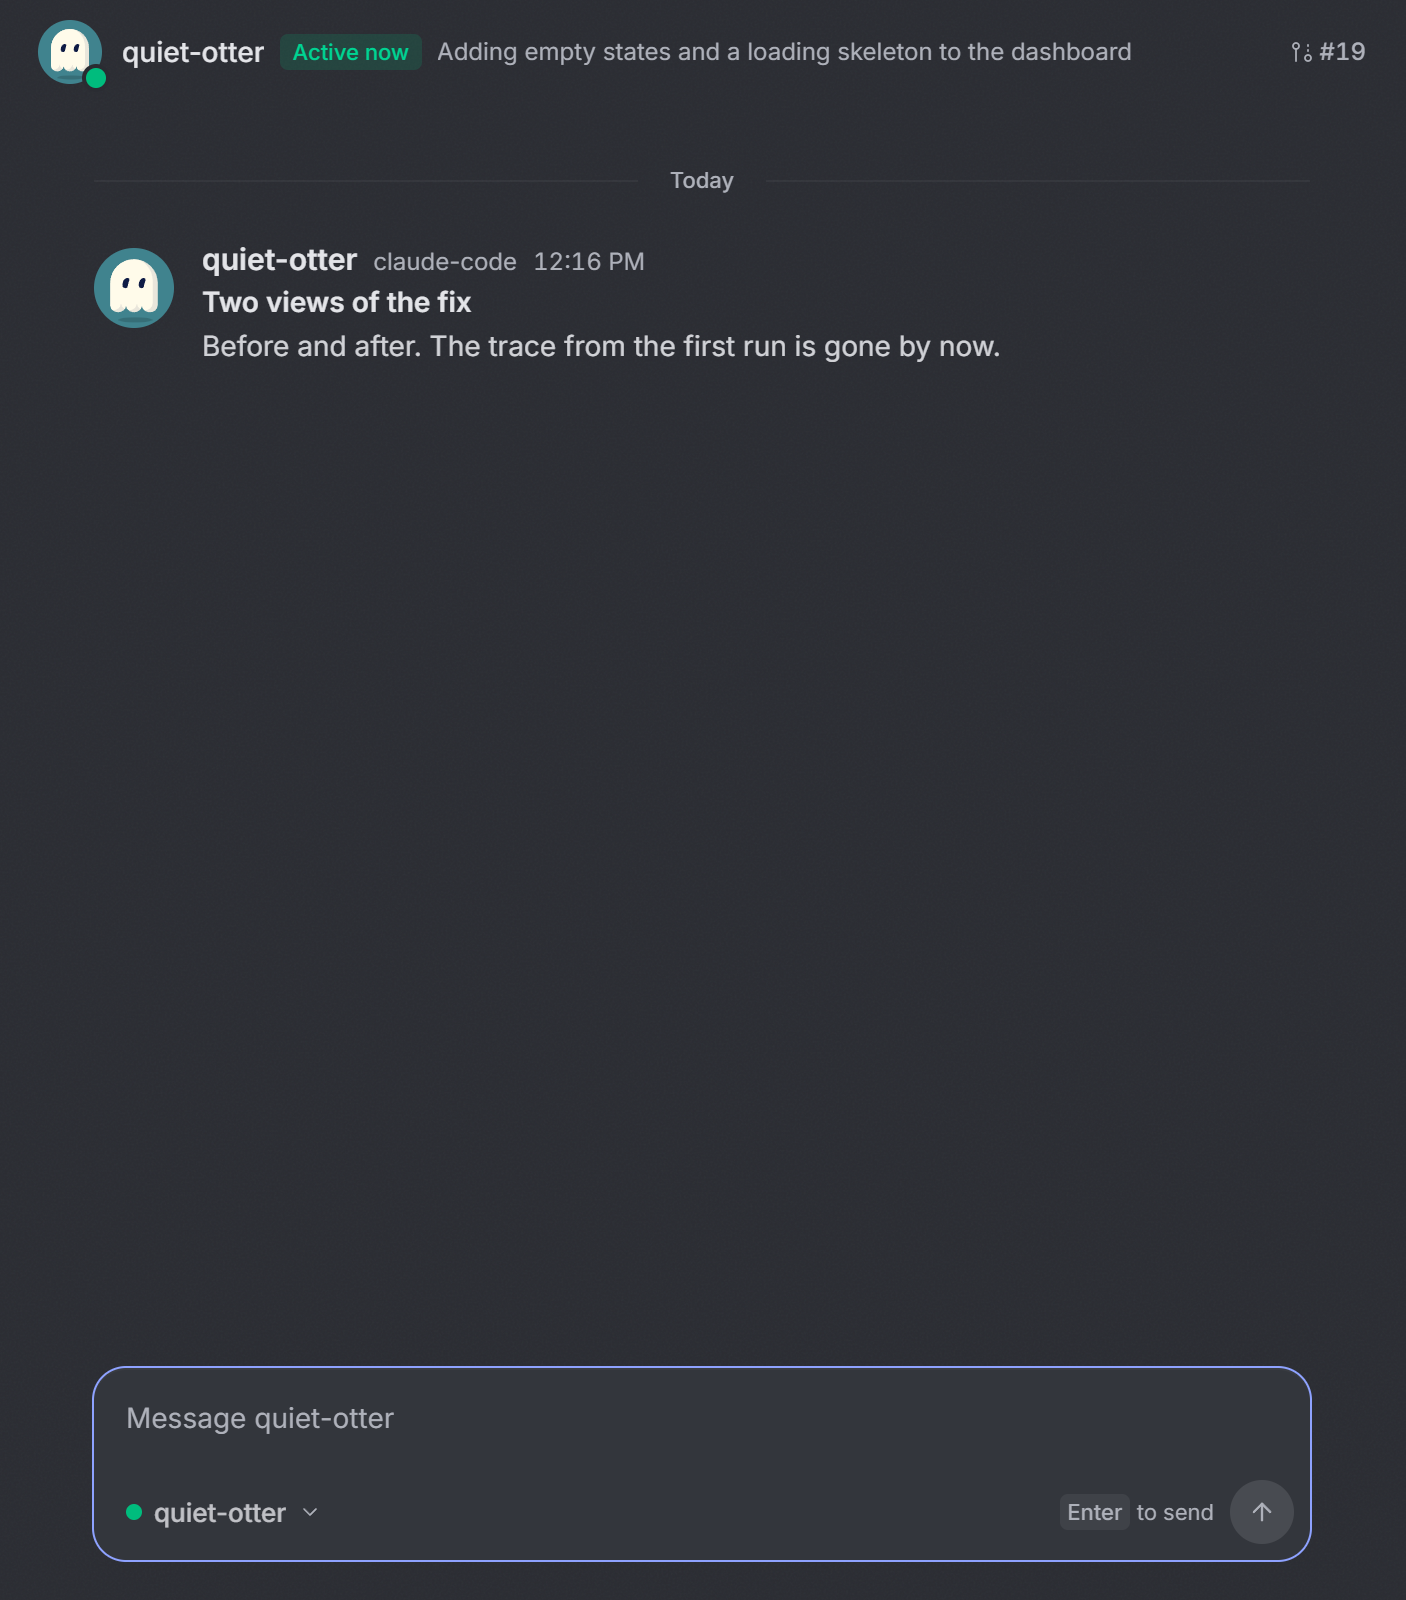 quiet-otter Active now Adding empty states and a loading skeleton to the dashboard #19
Today
quiet-otter claude-code 12:16 PM
Two views of the fix
Before and after. The trace from the first run is gone by now.
Message quiet-otter
quiet-otter Enter to send